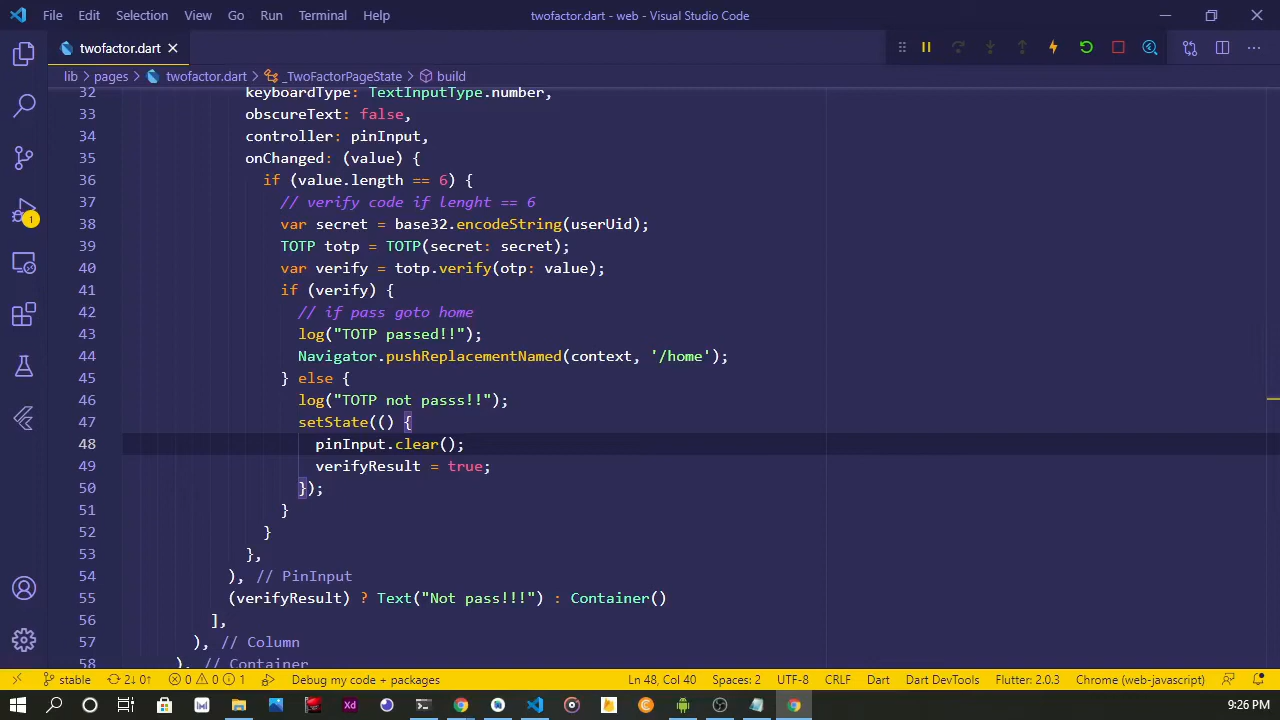 File Edit Selection View Go Run Terminal Help twofactor.dart - web - Visual Studio Code
twofactor.dart
lib pages twofactor.dart _TwoFactorPageState build
32 keyboardType: TextInputType.number,
33 obscureText: false,
34 controller: pinInput,
35 onChanged: (value) {
36 if (value.length == 6) {
37 // verify code if lenght == 6
38 var secret = base32.encodeString(userUid);
39 TOTP totp = TOTP(secret: secret);
40 var verify = totp.verify(otp: value);
41 if (verify) {
42 // if pass goto home
43 log("TOTP passed!!");
44 Navigator.pushReplacementNamed(context, '/home');
45 } else {
46 log("TOTP not passs!!");
47 setState(() {
48 pinInput.clear();
49 verifyResult = true;
50 });
51 }
52 }
53 },
54 ), // PinInput
55 (verifyResult) ? Text("Not pass!!!") : Container()
56 ],
57 ), // Column
58 ), // Container
1
stable 2↓ 0↑ 0 0 1 Debug my code + packages Ln 48, Col 40 Spaces: 2 UTF-8 CRLF Dart Dart DevTools Flutter: 2.0.3 Chrome (web-javascript)
Xd 9:26 PM